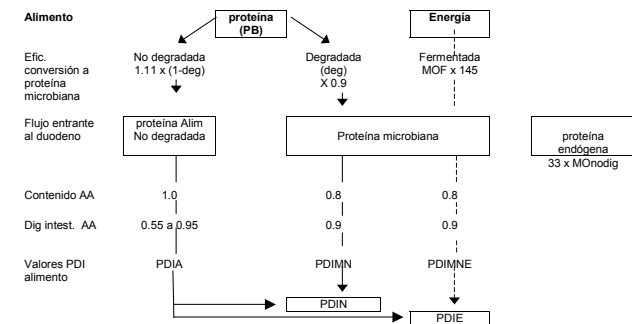 Alimento
proteína
(PB)
Energía
Efic.
conversión a
proteína
microbiana
No degradada
1.11 x (1-deg)
Degradada
(deg)
X 0.9
Fermentada
MOF x 145
Flujo entrante
al duodeno
proteína Alim
No degradada
Proteína microbiana
proteína
endógena
33 x MOnodig
Contenido AA
1.0
0.8
0.8
Dig intest. AA
0.55 a 0.95
0.9
0.9
Valores PDI
alimento
PDIA
PDIMN
PDIMNE
PDIN
PDIE